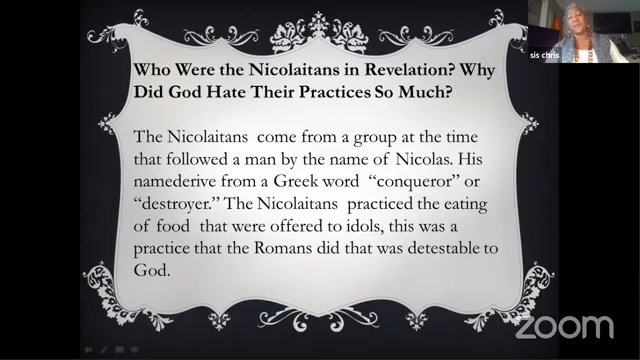 Who Were the Nicolaitans in Revelation? Why
Did God Hate Their Practices So Much?
The Nicolaitans come from a group at the time
that followed a man by the name of Nicolas. His
namederive from a Greek word "conqueror" or
"destroyer." The Nicolaitans practiced the eating
of food that were offered to idols, this was a
practice that the Romans did that was detestable to
God.
sis chris
zoom